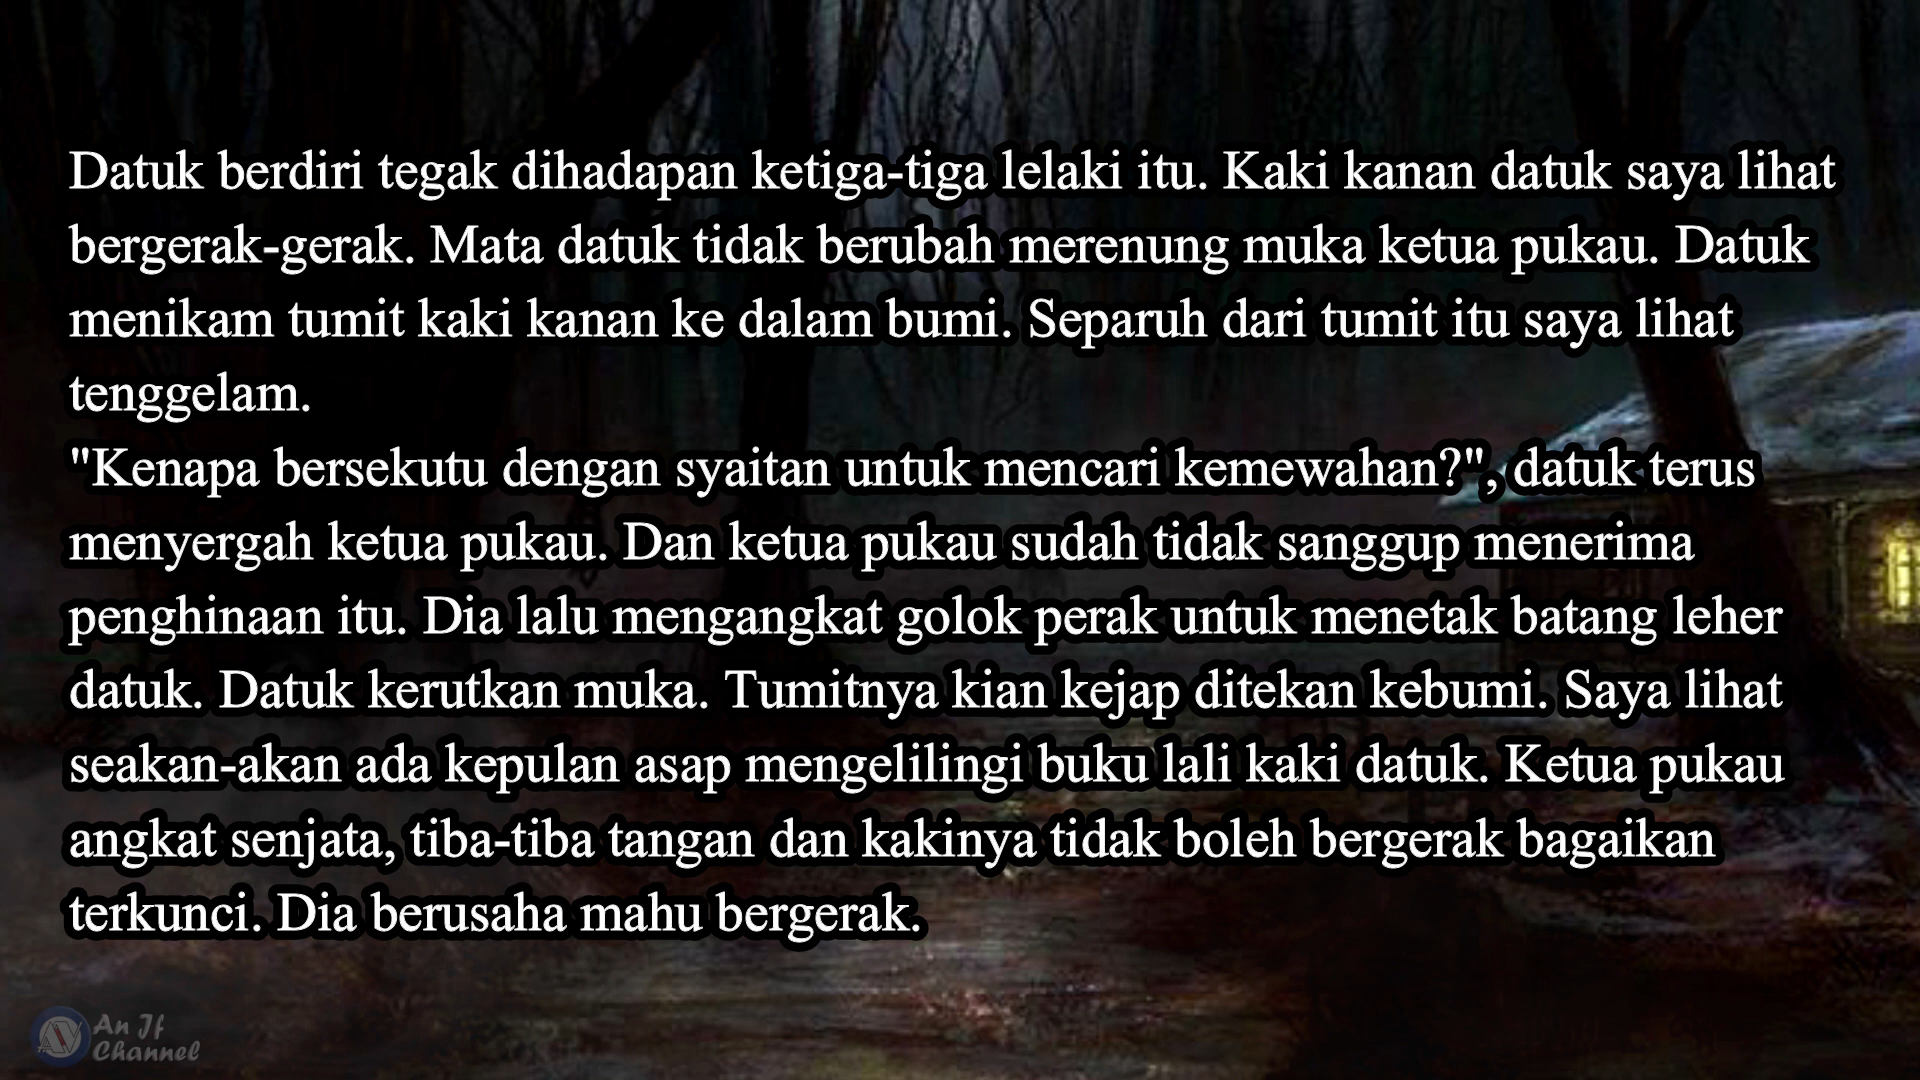 Datuk berdiri tegak dihadapan ketiga-tiga lelaki itu. Kaki kanan datuk saya lihat
bergerak-gerak. Mata datuk tidak berubah merenung muka ketua pukau. Datuk
menikam tumit kaki kanan ke dalam bumi. Separuh dari tumit itu saya lihat
tenggelam.
"Kenapa bersekutu dengan syaitan untuk mencari kemewahan?", datuk terus
menyergah ketua pukau. Dan ketua pukau sudah tidak sanggup menerima
penghinaan itu. Dia lalu mengangkat golok perak untuk menetak batang leher
datuk. Datuk kerutkan muka. Tumitnya kian kejap ditekan kebumi. Saya lihat
seakan-akan ada kepulan asap mengelilingi buku lali kaki datuk. Ketua pukau
angkat senjata, tiba-tiba tangan dan kakinya tidak boleh bergerak bagaikan
terkunci. Dia berusaha mahu bergerak.
An If
Channel